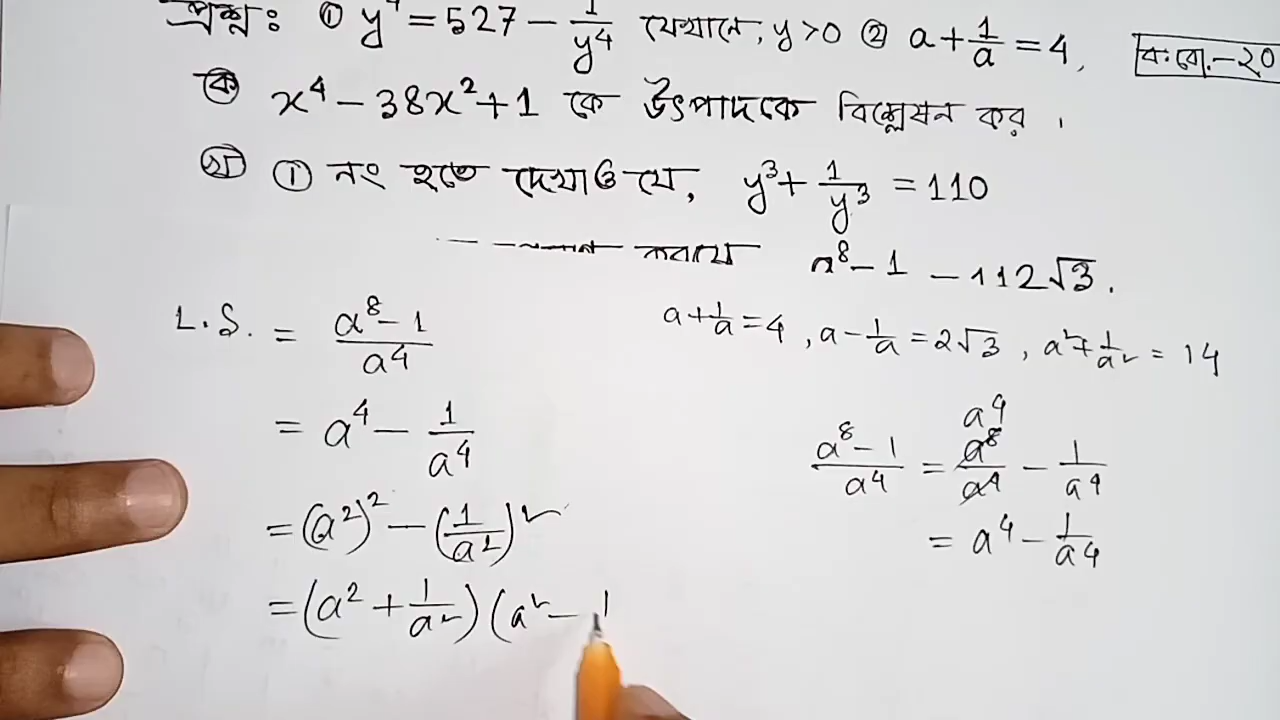 প্রশ্ন: ① y⁴ = 527 − 1/y⁴ যেখানে, y > 0 ② a + 1/a = 4, কু.বো.-২০
ক x⁴ − 38x² + 1 কে উৎপাদকে বিশ্লেষন কর।
খ ① নং হতে দেখাও যে, y³ + 1/y³ = 110
a⁸ − 1 − 112√3.
L.S. = (a⁸ − 1)/a⁴
a + 1/a = 4, a − 1/a = 2√3, a² + 1/a² = 14
= a⁴ − 1/a⁴
= (a²)² − (1/a²)²
= (a² + 1/a²)(a² − 1
(a⁸ − 1)/a⁴ = a⁸/a⁴ − 1/a⁴
a⁴
= a⁴ − 1/a⁴